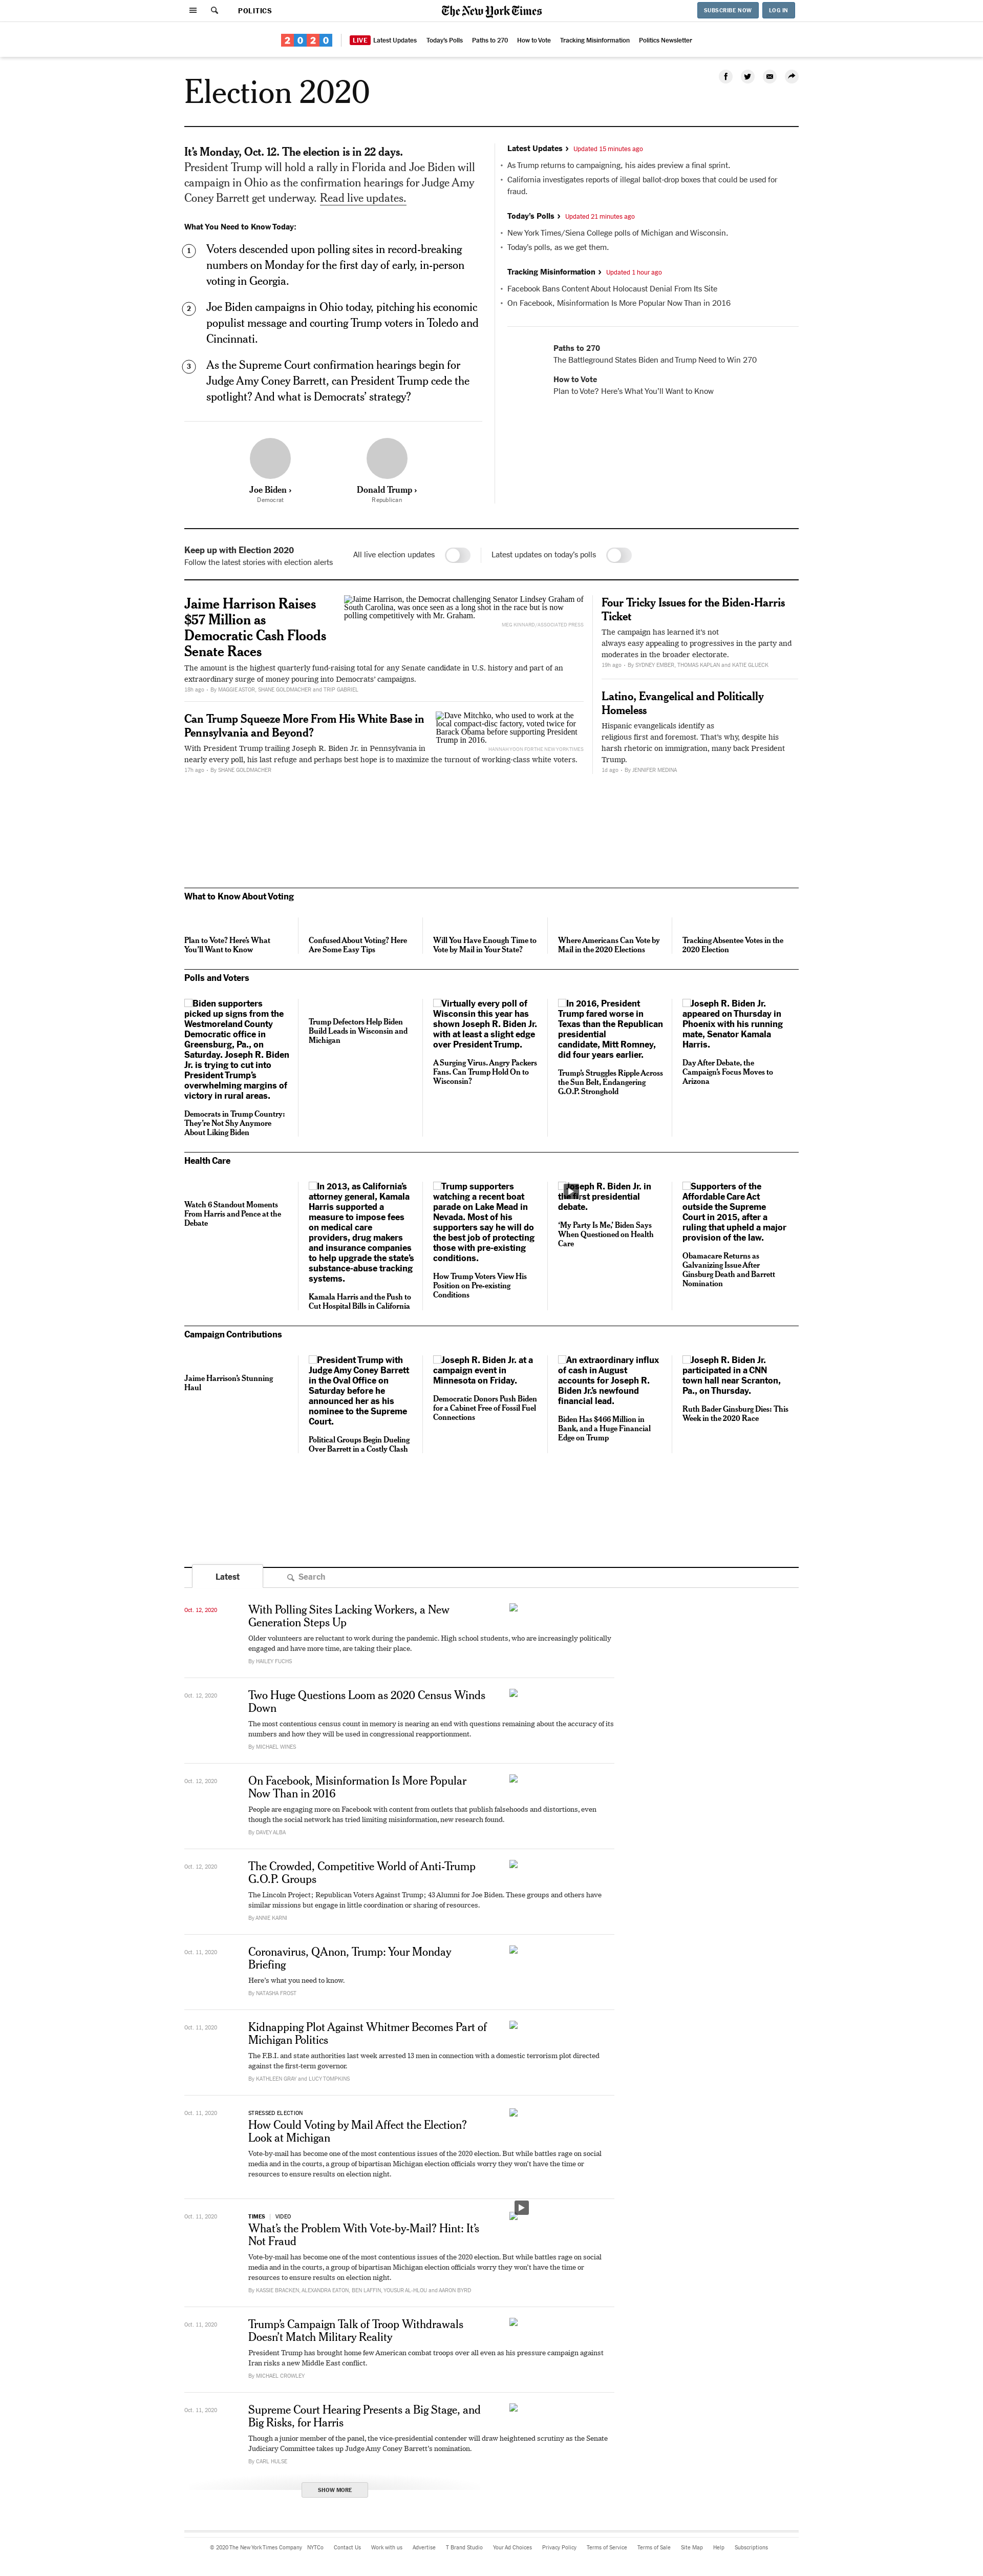 POLITICS
The New York Times
SUBSCRIBE NOW
LOG IN
2020
LIVE Latest Updates
Today's Polls
Paths to 270
How to Vote
Tracking Misinformation
Politics Newsletter
Election 2020
It's Monday, Oct. 12. The election is in 22 days.
President Trump will hold a rally in Florida and Joe Biden will
campaign in Ohio as the confirmation hearings for Judge Amy
Coney Barrett get underway. Read live updates.
What You Need to Know Today:
1
Voters descended upon polling sites in record-breaking
numbers on Monday for the first day of early, in-person
voting in Georgia.
2
Joe Biden campaigns in Ohio today, pitching his economic
populist message and courting Trump voters in Toledo and
Cincinnati.
3
As the Supreme Court confirmation hearings begin for
Judge Amy Coney Barrett, can President Trump cede the
spotlight? And what is Democrats' strategy?
Joe Biden ›
Democrat
Donald Trump ›
Republican
Latest Updates › Updated 15 minutes ago
• As Trump returns to campaigning, his aides preview a final sprint.
• California investigates reports of illegal ballot-drop boxes that could be used for
fraud.
Today's Polls › Updated 21 minutes ago
• New York Times/Siena College polls of Michigan and Wisconsin.
• Today's polls, as we get them.
Tracking Misinformation › Updated 1 hour ago
• Facebook Bans Content About Holocaust Denial From Its Site
• On Facebook, Misinformation Is More Popular Now Than in 2016
Paths to 270
The Battleground States Biden and Trump Need to Win 270
How to Vote
Plan to Vote? Here's What You'll Want to Know
Keep up with Election 2020
Follow the latest stories with election alerts
All live election updates
Latest updates on today's polls
Jaime Harrison Raises
$57 Million as
Democratic Cash Floods
Senate Races
Jaime Harrison, the Democrat challenging Senator Lindsey Graham of
South Carolina, was once seen as a long shot in the race but is now
polling competitively with Mr. Graham.
MEG KINNARD/ASSOCIATED PRESS
The amount is the highest quarterly fund-raising total for any Senate candidate in U.S. history and part of an
extraordinary surge of money pouring into Democrats' campaigns.
18h ago • By MAGGIE ASTOR, SHANE GOLDMACHER and TRIP GABRIEL
Can Trump Squeeze More From His White Base in
Pennsylvania and Beyond?
Dave Mitchko, who used to work at the
local compact-disc factory, voted twice for
Barack Obama before supporting President
Trump in 2016.
HANNAH YOON FOR THE NEW YORK TIMES
With President Trump trailing Joseph R. Biden Jr. in Pennsylvania in
nearly every poll, his last refuge and perhaps best hope is to maximize the turnout of working-class white voters.
17h ago • By SHANE GOLDMACHER
Four Tricky Issues for the Biden-Harris
Ticket
The campaign has learned it's not
always easy appealing to progressives in the party and
moderates in the broader electorate.
18h ago • By SYDNEY EMBER, THOMAS KAPLAN and KATIE GLUECK
Latino, Evangelical and Politically
Homeless
Hispanic evangelicals identify as
religious first and foremost. That's why, despite his
harsh rhetoric on immigration, many back President
Trump.
1d ago • By JENNIFER MEDINA
What to Know About Voting
Plan to Vote? Here's What
You'll Want to Know
Confused About Voting? Here
Are Some Easy Tips
Will You Have Enough Time to
Vote by Mail in Your State?
Where Americans Can Vote by
Mail in the 2020 Elections
Tracking Absentee Votes in the
2020 Election
Polls and Voters
Biden supporters
picked up signs from the
Westmoreland County
Democratic office in
Greensburg, Pa., on
Saturday. Joseph R. Biden
Jr. is trying to cut into
President Trump's
overwhelming margins of
victory in rural areas.
Democrats in Trump Country:
They're Not Shy Anymore
About Liking Biden
Trump Defectors Help Biden
Build Leads in Wisconsin and
Michigan
Virtually every poll of
Wisconsin this year has
shown Joseph R. Biden Jr.
with at least a slight edge
over President Trump.
A Surging Virus. Angry Packers
Fans. Can Trump Hold On to
Wisconsin?
In 2016, President
Trump fared worse in
Texas than the Republican
presidential
candidate, Mitt Romney,
did four years earlier.
Trump's Struggles Ripple Across
the Sun Belt, Endangering
G.O.P. Stronghold
Joseph R. Biden Jr.
appeared on Thursday in
Phoenix with his running
mate, Senator Kamala
Harris.
Day After Debate, the
Campaign's Focus Moves to
Arizona
Health Care
Watch 6 Standout Moments
From Harris and Pence at the
Debate
In 2013, as California's
attorney general, Kamala
Harris supported a
measure to impose fees
on medical care
providers, drug makers
and insurance companies
to help upgrade the state's
substance-abuse tracking
systems.
Kamala Harris and the Push to
Cut Hospital Bills in California
Trump supporters
watching a recent boat
parade on Lake Mead in
Nevada. Most of his
supporters say he will do
the best job of protecting
those with pre-existing
conditions.
How Trump Voters View His
Position on Pre-existing
Conditions
Joseph R. Biden Jr. in
the first presidential
debate.
'My Party Is Me,' Biden Says
When Questioned on Health
Care
Supporters of the
Affordable Care Act
outside the Supreme
Court in 2015, after a
ruling that upheld a major
provision of the law.
Obamacare Returns as
Galvanizing Issue After
Ginsburg Death and Barrett
Nomination
Campaign Contributions
Jaime Harrison's Stunning
Haul
President Trump with
Judge Amy Coney Barrett
in the Oval Office on
Saturday before he
announced her as his
nominee to the Supreme
Court.
Political Groups Begin Dueling
Over Barrett in a Costly Clash
Joseph R. Biden Jr. at a
campaign event in
Minnesota on Friday.
Democratic Donors Push Biden
for a Cabinet Free of Fossil Fuel
Connections
An extraordinary influx
of cash in August
accounts for Joseph R.
Biden Jr.'s newfound
financial lead.
Biden Has $466 Million in
Bank, and a Huge Financial
Edge on Trump
Joseph R. Biden Jr.
participated in a CNN
town hall near Scranton,
Pa., on Thursday.
Ruth Bader Ginsburg Dies: This
Week in the 2020 Race
Latest
Search
Oct. 12, 2020
With Polling Sites Lacking Workers, a New
Generation Steps Up
Older volunteers are reluctant to work during the pandemic. High school students, who are increasingly politically
engaged and have more time, are taking their place.
By HAILEY FUCHS
Oct. 12, 2020
Two Huge Questions Loom as 2020 Census Winds
Down
The most contentious census count in memory is nearing an end with questions remaining about the accuracy of its
numbers and how they will be used in congressional reapportionment.
By MICHAEL WINES
Oct. 12, 2020
On Facebook, Misinformation Is More Popular
Now Than in 2016
People are engaging more on Facebook with content from outlets that publish falsehoods and distortions, even
though the social network has tried limiting misinformation, new research found.
By DAVEY ALBA
Oct. 12, 2020
The Crowded, Competitive World of Anti-Trump
G.O.P. Groups
The Lincoln Project; Republican Voters Against Trump; 43 Alumni for Joe Biden. These groups and others have
similar missions but engage in little coordination or sharing of resources.
By ANNIE KARNI
Oct. 11, 2020
Coronavirus, QAnon, Trump: Your Monday
Briefing
Here's what you need to know.
By NATASHA FROST
Oct. 11, 2020
Kidnapping Plot Against Whitmer Becomes Part of
Michigan Politics
The F.B.I. and state authorities last week arrested 13 men in connection with a domestic terrorism plot directed
against the first-term governor.
By KATHLEEN GRAY and LUCY TOMPKINS
Oct. 11, 2020
STRESSED ELECTION
How Could Voting by Mail Affect the Election?
Look at Michigan
Vote-by-mail has become one of the most contentious issues of the 2020 election. But while battles rage on social
media and in the courts, a group of bipartisan Michigan election officials worry they won't have the time or
resources to ensure results on election night.
Oct. 11, 2020
TIMES | VIDEO
What's the Problem With Vote-by-Mail? Hint: It's
Not Fraud
Vote-by-mail has become one of the most contentious issues of the 2020 election. But while battles rage on social
media and in the courts, a group of bipartisan Michigan election officials worry they won't have the time or
resources to ensure results on election night.
By KASSIE BRACKEN, ALEXANDRA EATON, BEN LAFFIN, YOUSUR AL-HLOU and AARON BYRD
Oct. 11, 2020
Trump's Campaign Talk of Troop Withdrawals
Doesn't Match Military Reality
President Trump has brought home few American combat troops over all even as his pressure campaign against
Iran risks a new Middle East conflict.
By MICHAEL CROWLEY
Oct. 11, 2020
Supreme Court Hearing Presents a Big Stage, and
Big Risks, for Harris
Though a junior member of the panel, the vice-presidential contender will draw heightened scrutiny as the Senate
Judiciary Committee takes up Judge Amy Coney Barrett's nomination.
By CARL HULSE
SHOW MORE
© 2020 The New York Times Company
NYTCo
Contact Us
Work with us
Advertise
T Brand Studio
Your Ad Choices
Privacy Policy
Terms of Service
Terms of Sale
Site Map
Help
Subscriptions